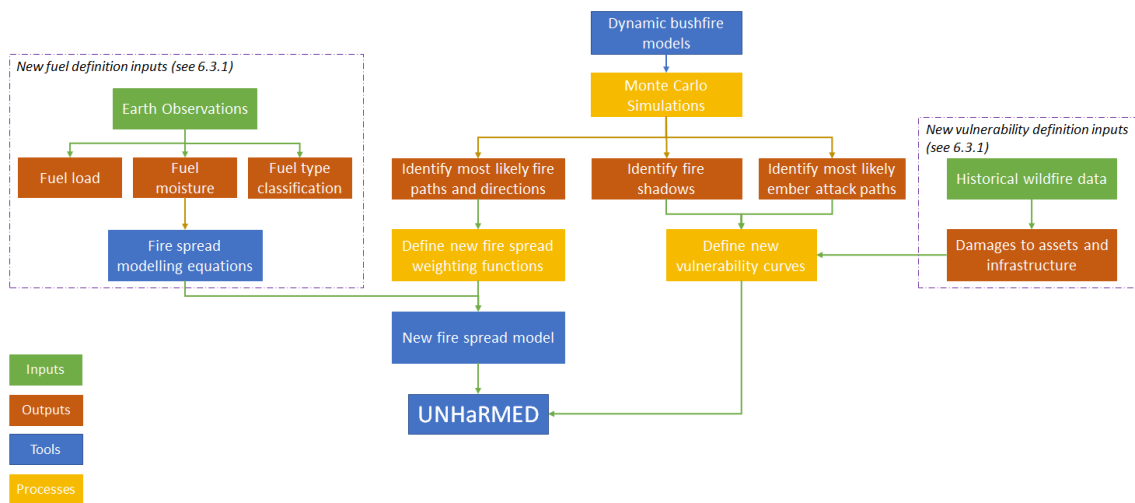 Dynamic bushfire
models
New fuel definition inputs (see 6.3.1)
Monte Carlo
Simulations
Earth Observations
New vulnerability definition inputs
(see 6.3.1)
Fuel load
Fuel
moisture
Fuel type
classification
Identify most likely fire
paths and directions
Identify fire
shadows
Identify most likely
ember attack paths
Historical wildfire data
Fire spread
modelling equations
Define new fire spread
weighting functions
Define new
vulnerability curves
Damages to assets and
infrastructure
New fire spread model
UNHaRMED
Inputs
Outputs
Tools
Processes